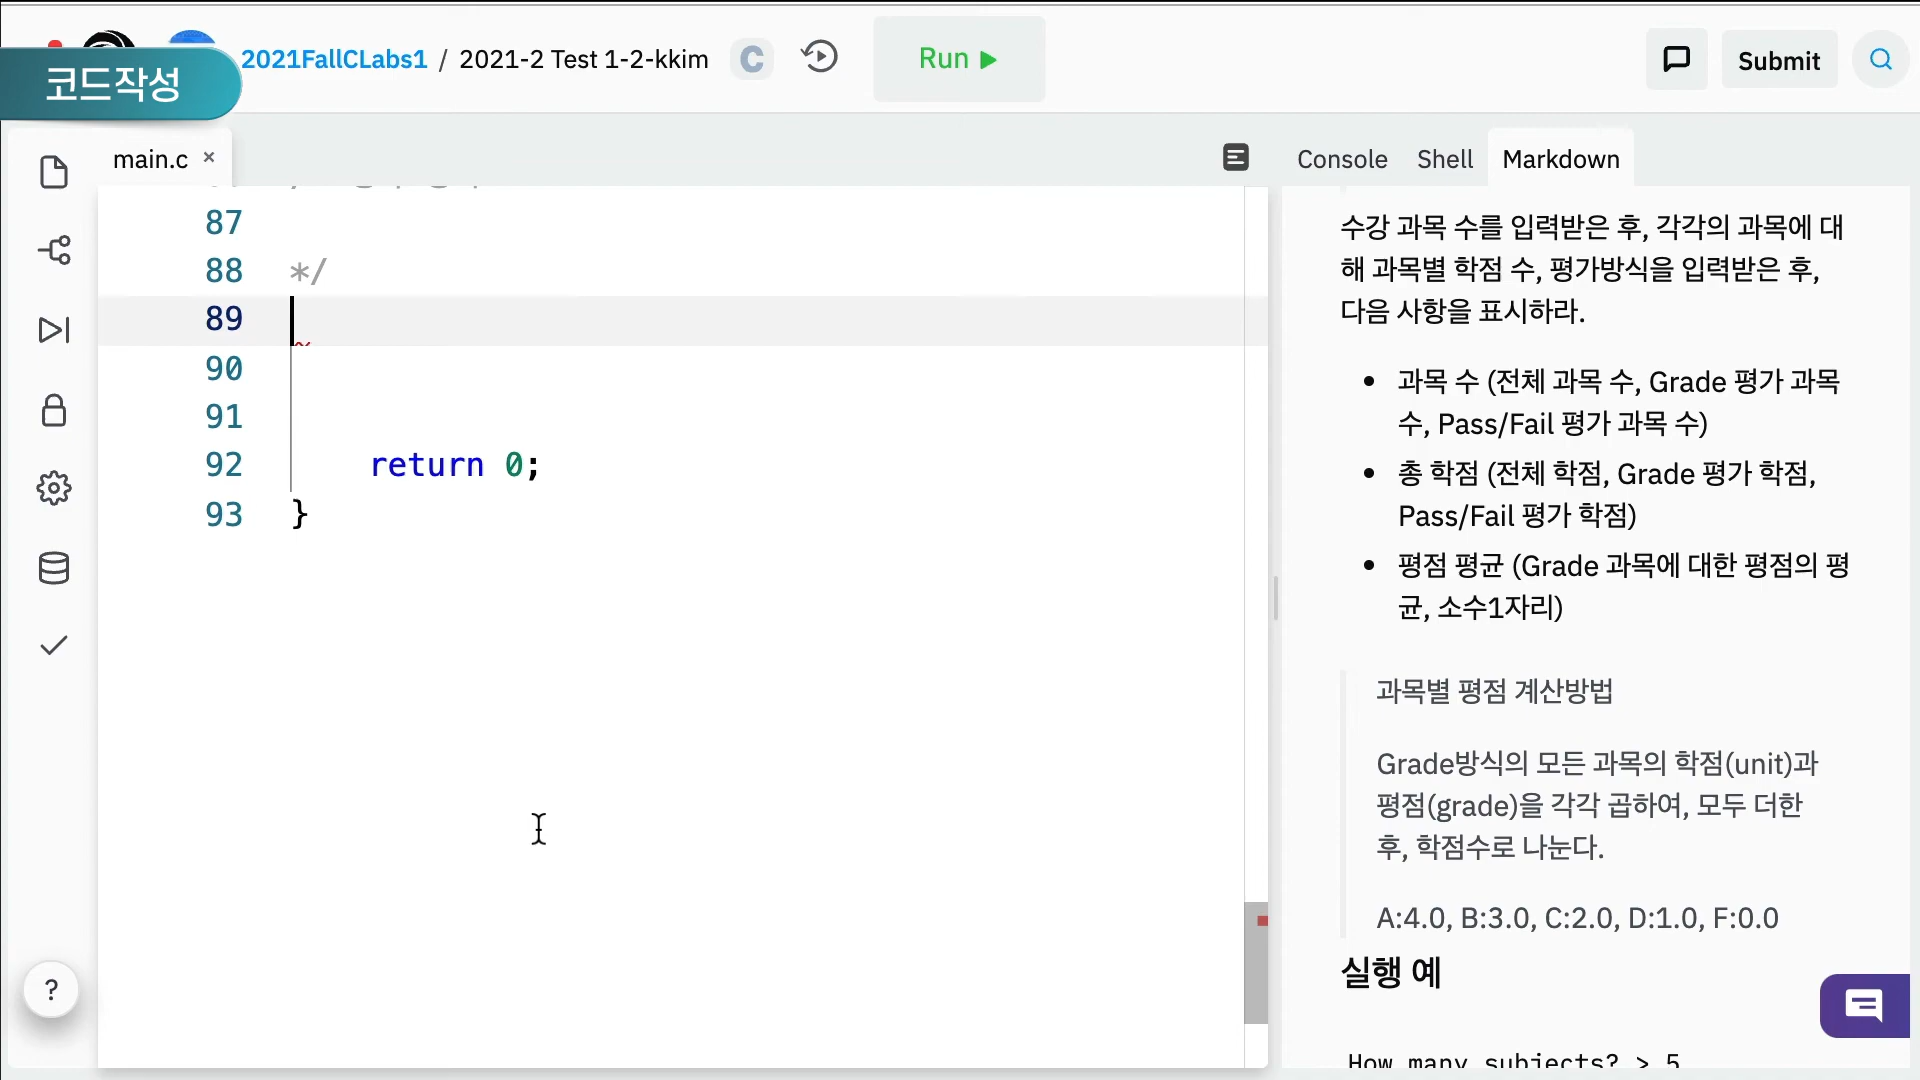 코드작성
2021FallCLabs1 / 2021-2 Test 1-2-kkim
C
Run
Submit
main.c ×
Console
Shell
Markdown
87
88 */
89
90
91
92 return 0;
93 }
수강 과목 수를 입력받은 후, 각각의 과목에 대
해 과목별 학점 수, 평가방식을 입력받은 후,
다음 사항을 표시하라.
• 과목 수 (전체 과목 수, Grade 평가 과목
수, Pass/Fail 평가 과목 수)
• 총 학점 (전체 학점, Grade 평가 학점,
Pass/Fail 평가 학점)
• 평점 평균 (Grade 과목에 대한 평점의 평
균, 소수1자리)
과목별 평점 계산방법
Grade방식의 모든 과목의 학점(unit)과
평점(grade)을 각각 곱하여, 모두 더한
후, 학점수로 나눈다.
A:4.0, B:3.0, C:2.0, D:1.0, F:0.0
실행 예
How many subjects? > 5
?